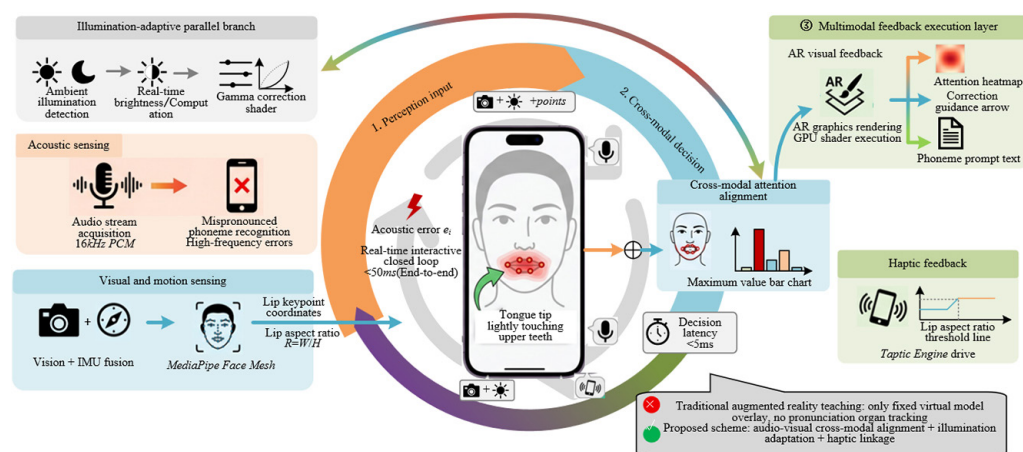 Illumination-adaptive parallel branch
Ambient
illumination
detection
Real-time
brightness/Comput
ation
Gamma correction
shader
Acoustic sensing
Audio stream
acquisition
16kHz PCM
Mispronounced
phoneme recognition
High-frequency errors
Visual and motion sensing
Vision + IMU fusion
MediaPipe Face Mesh
Lip keypoint
coordinates
Lip aspect ratio
R=W/H
1. Perception input
2. Cross-modal decision
+points
Acoustic error ei
Real-time interactive
closed loop
<50ms(End-to-end)
Tongue tip
lightly touching
upper teeth
Cross-modal attention
alignment
Maximum value bar chart
Decision
latency
<5ms
③ Multimodal feedback execution layer
AR visual feedback
AR
AR graphics rendering
GPU shader execution
Attention heatmap
Correction
guidance arrow
Phoneme prompt text
Haptic feedback
Lip aspect ratio
threshold line
Taptic Engine drive
Traditional augmented reality teaching: only fixed virtual model
overlay, no pronunciation organ tracking
Proposed scheme: audio-visual cross-modal alignment + illumination
adaptation + haptic linkage